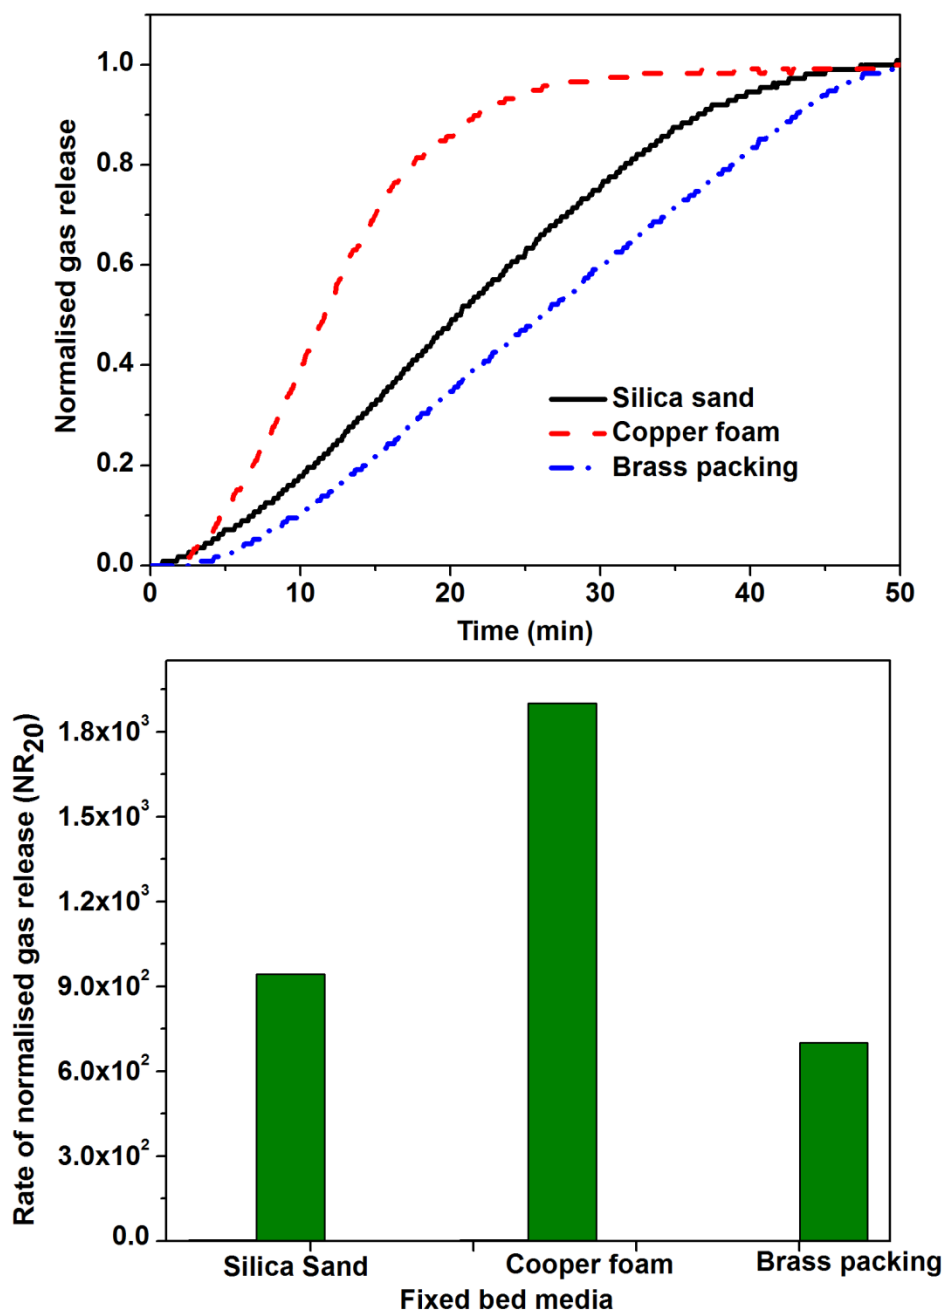 Normalised gas release
1.0
0.8
0.6
0.4
0.2
0.0
Silica sand
Copper foam
Brass packing
0 10 20 30 40 50
Time (min)
Rate of normalised gas release (NR20)
1.8x10³
1.5x10³
1.2x10³
9.0x10²
6.0x10²
3.0x10²
0.0
Silica Sand Cooper foam Brass packing
Fixed bed media